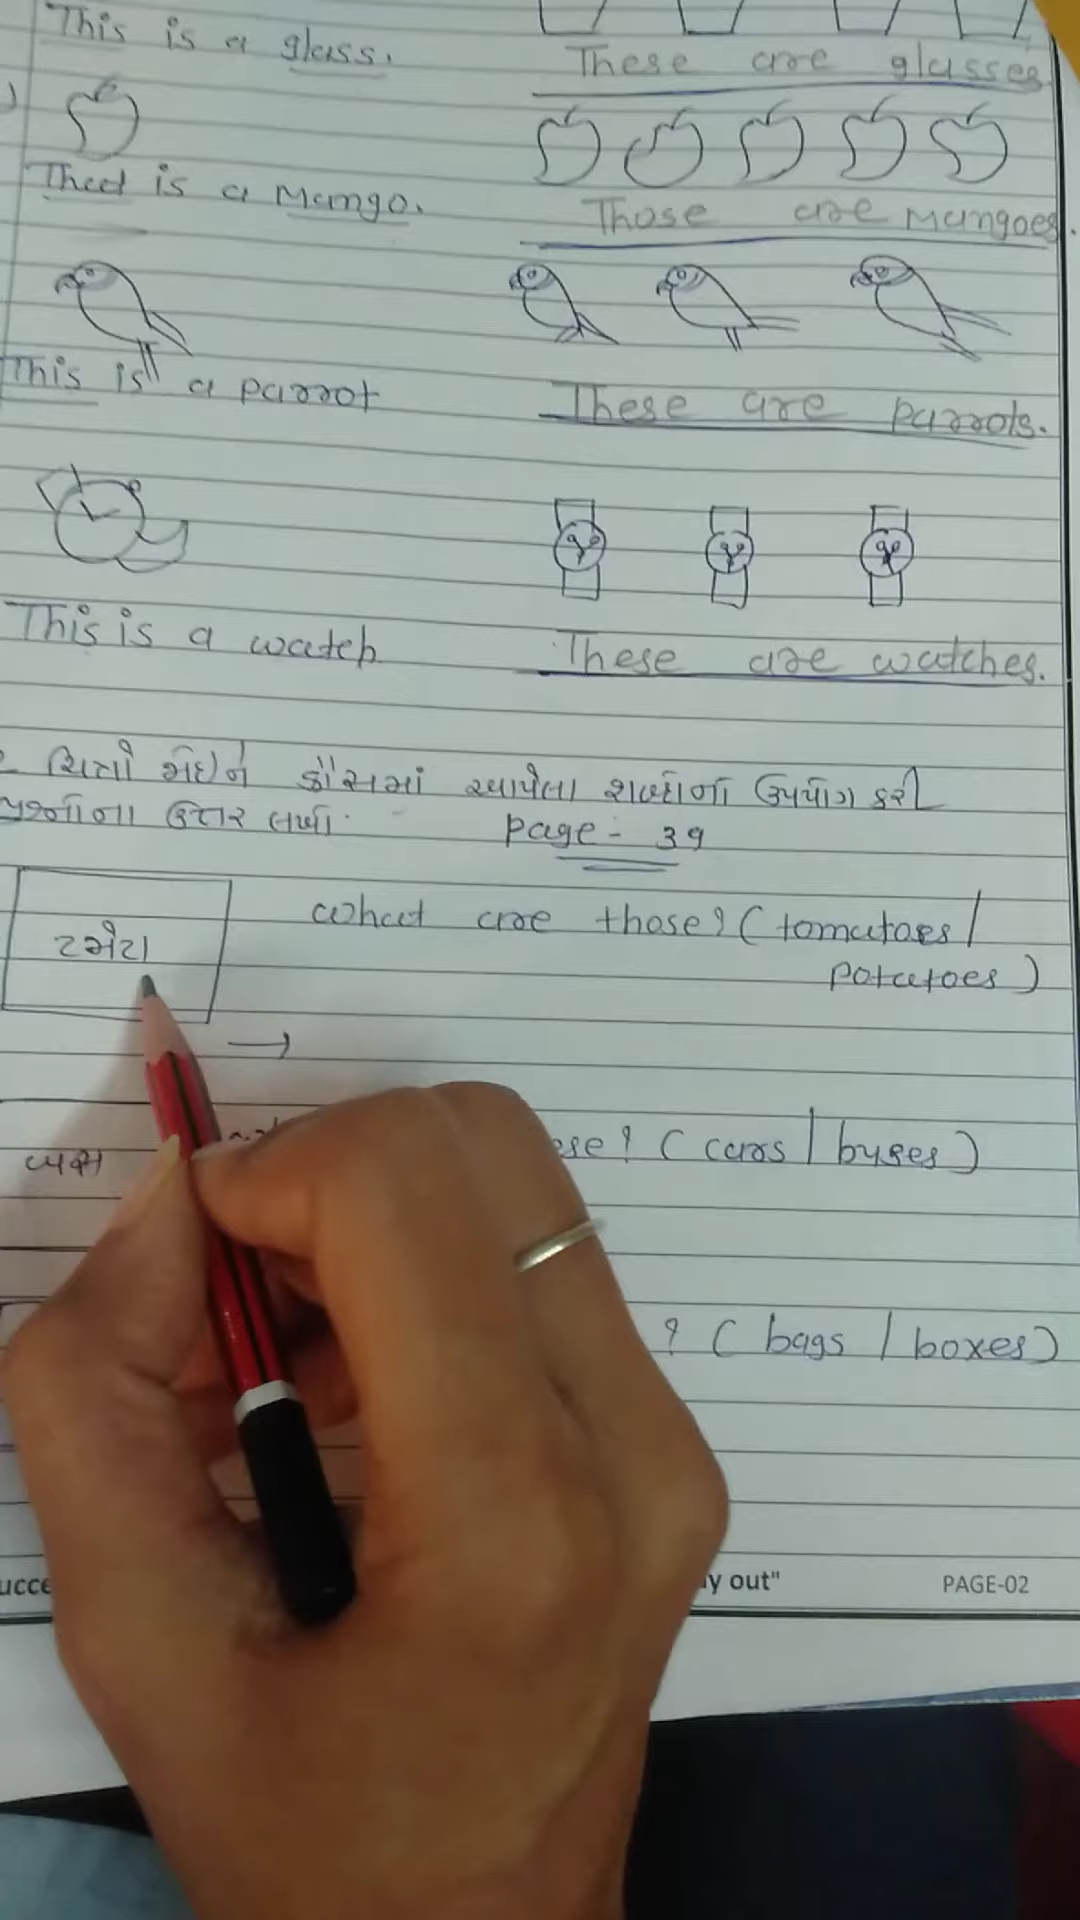 This is a glass.
These are glasses
That is a Mango.
Those are Mangoes.
This is a parrot
These are parrots.
This is a watch
These are watches.
ચિત્રો જોઈને કૌંસમાં આપેલા શબ્દોનો ઉપયોગ કરી
પ્રશ્નોના ઉત્તર લખો.
page - 39
ટમેટા
what are those? (tomatoes /
potatoes)
→
બસ
ese? (cars / buses)
? ( bags / boxes)
ucce
y out"
PAGE-02